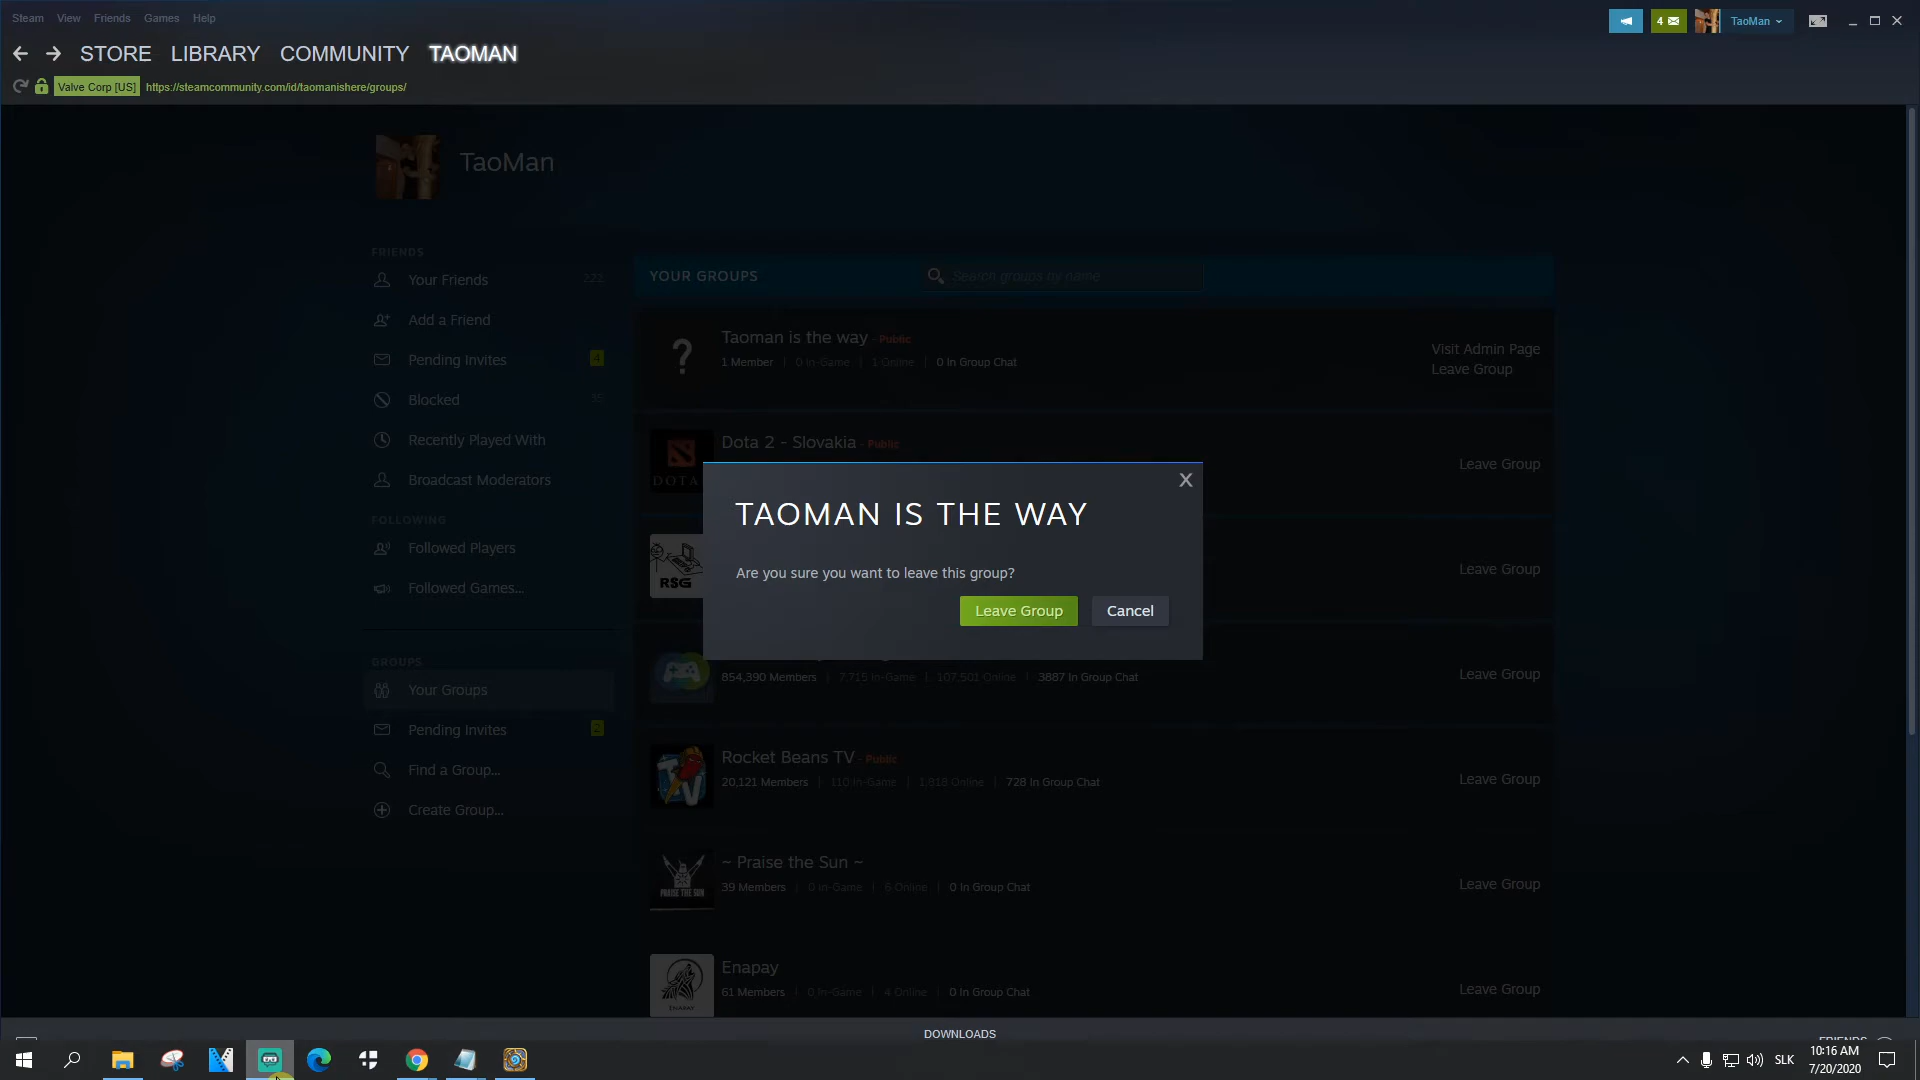 Steam View Friends Games Help
4 TaoMan
STORE LIBRARY COMMUNITY TAOMAN
Valve Corp [US] https://steamcommunity.com/id/taomanishere/groups/
TaoMan
FRIENDS
Your Friends 222
Add a Friend
Pending Invites 4
Blocked 35
Recently Played With
Broadcast Moderators
FOLLOWING
Followed Players
Followed Games...
GROUPS
Your Groups
Pending Invites 2
Find a Group...
Create Group...
YOUR GROUPS Search groups by name
Taoman is the way - Public
1 Member | 0 In-Game | 1 Online | 0 In Group Chat
Visit Admin Page
Leave Group
Dota 2 - Slovakia - Public
DOTA
Leave Group
RSG
Leave Group
TAOMAN IS THE WAY
X
Are you sure you want to leave this group?
Leave Group Cancel
854,390 Members | 7,715 In-Game | 107,501 Online | 3887 In Group Chat
Leave Group
Rocket Beans TV - Public
20,121 Members | 110 In-Game | 1,818 Online | 728 In Group Chat
Leave Group
~ Praise the Sun ~
PRAISE THE SUN
39 Members | 0 In-Game | 6 Online | 0 In Group Chat
Leave Group
Enapay
61 Members | 0 In-Game | 4 Online | 0 In Group Chat
Leave Group
DOWNLOADS
SLK
10:16 AM
7/20/2020